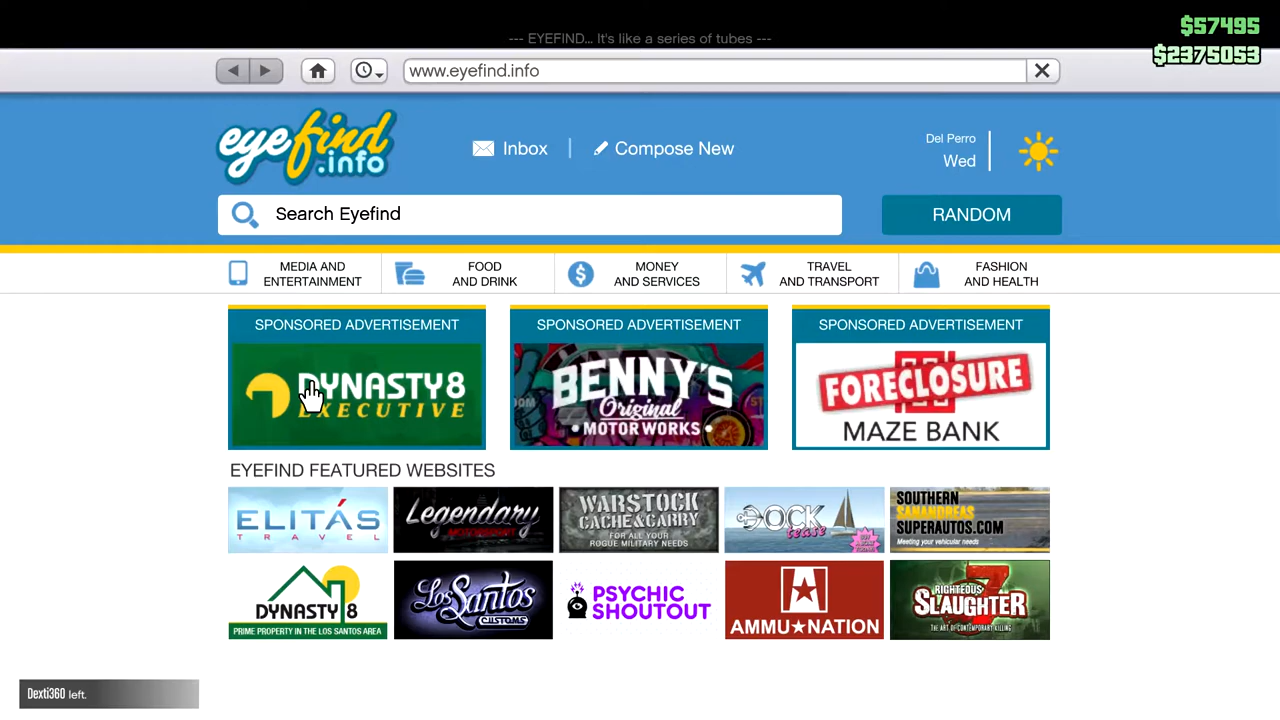 --- EYEFIND... It's like a series of tubes ---
$57495
$2375053
www.eyefind.info
eyefind
.info
Inbox
Compose New
Del Perro
Wed
Search Eyefind
RANDOM
MEDIA AND
ENTERTAINMENT
FOOD
AND DRINK
MONEY
AND SERVICES
TRAVEL
AND TRANSPORT
FASHION
AND HEALTH
SPONSORED ADVERTISEMENT
DYNASTY8
EXECUTIVE
SPONSORED ADVERTISEMENT
BENNY'S
Original
MOTORWORKS
SPONSORED ADVERTISEMENT
FORECLOSURE
MAZE BANK
EYEFIND FEATURED WEBSITES
ELITÁS
TRAVEL
Legendary
MOTORSPORT
WARSTOCK
CACHE&CARRY
FOR ALL YOUR
ROGUE MILITARY NEEDS
DOCK
tease
SOUTHERN
SANANDREAS
SUPERAUTOS.COM
Meeting your vehicular needs
DYNASTY 8
PRIME PROPERTY IN THE LOS SANTOS AREA
Los Santos
CUSTOMS
PSYCHIC
SHOUTOUT
AMMU★NATION
RIGHTEOUS
SLAUGHTER
7
THE ART OF CONTEMPORARY KILLING
Dexti360 left.